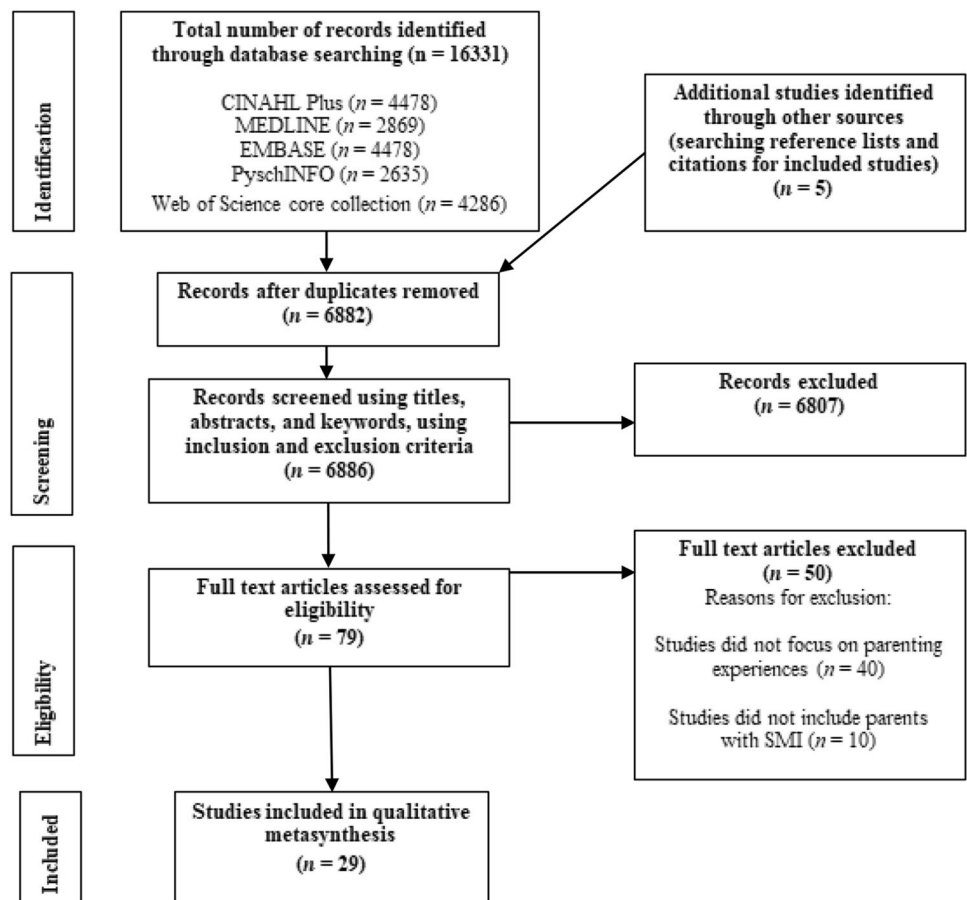 Identification
Total number of records identified
through database searching (n = 16331)
CINAHL Plus (n = 4478)
MEDLINE (n = 2869)
EMBASE (n = 4478)
PyschINFO (n = 2635)
Web of Science core collection (n = 4286)
Additional studies identified
through other sources
(searching reference lists and
citations for included studies)
(n = 5)
Screening
Records after duplicates removed
(n = 6882)
Records screened using titles,
abstracts, and keywords, using
inclusion and exclusion criteria
(n = 6886)
Records excluded
(n = 6807)
Eligibility
Full text articles assessed for
eligibility
(n = 79)
Full text articles excluded
(n = 50)
Reasons for exclusion:
Studies did not focus on parenting
experiences (n = 40)
Studies did not include parents
with SMI (n = 10)
Included
Studies included in qualitative
metasynthesis
(n = 29)